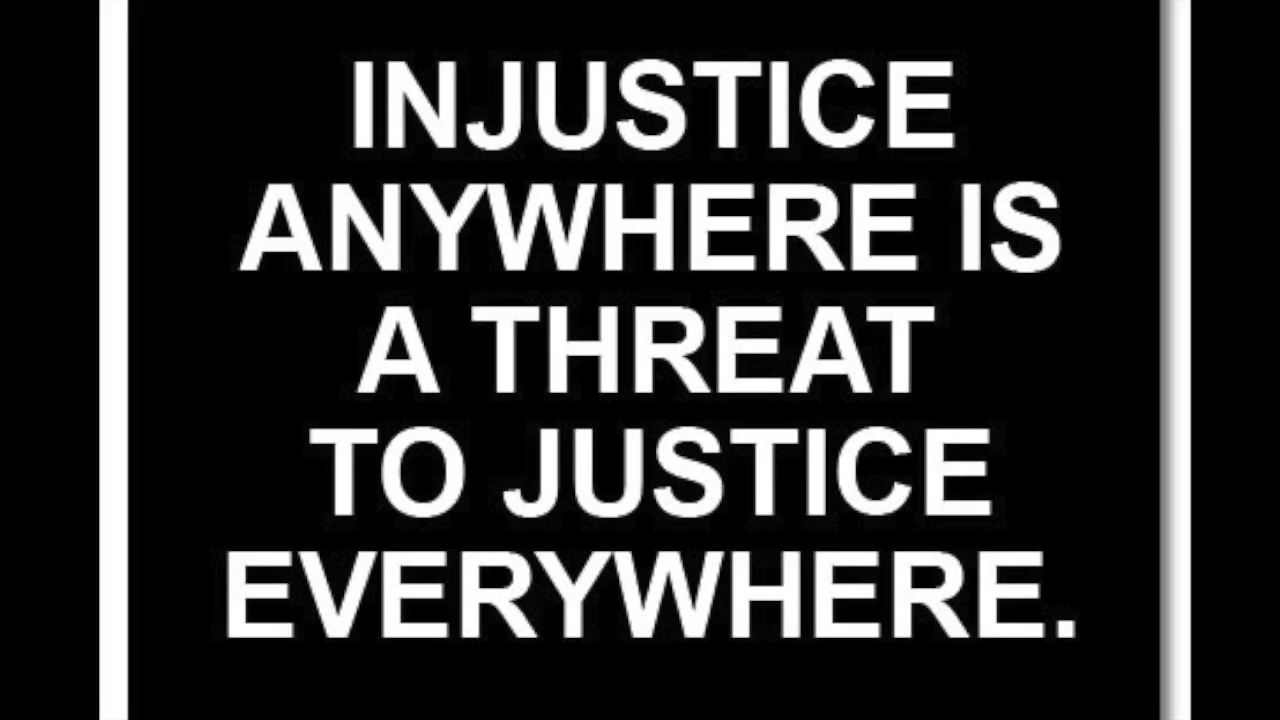 INJUSTICE
ANYWHERE IS
A THREAT
TO JUSTICE
EVERYWHERE.